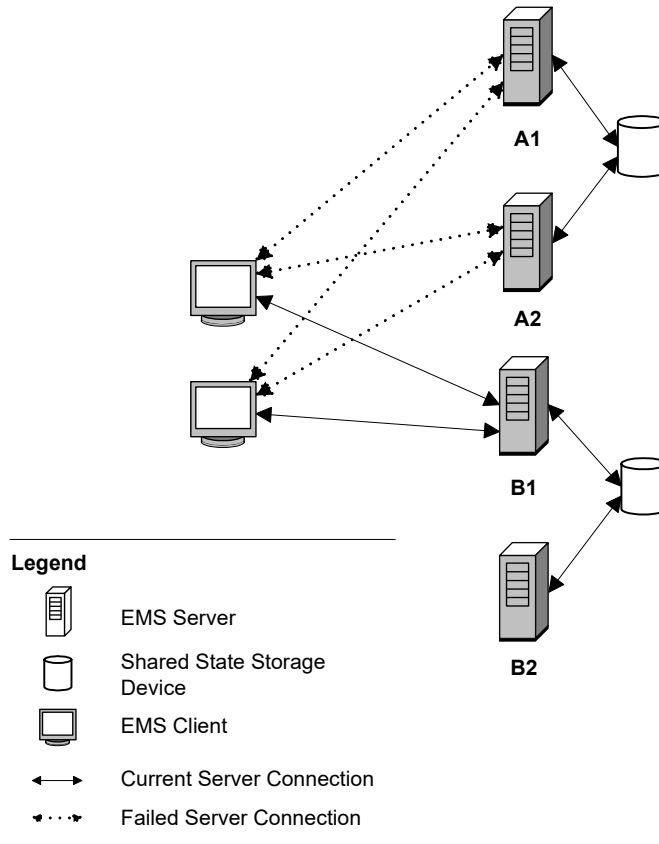 A1
A2
B1
B2
Legend
EMS Server
Shared State Storage
Device
EMS Client
Current Server Connection
Failed Server Connection